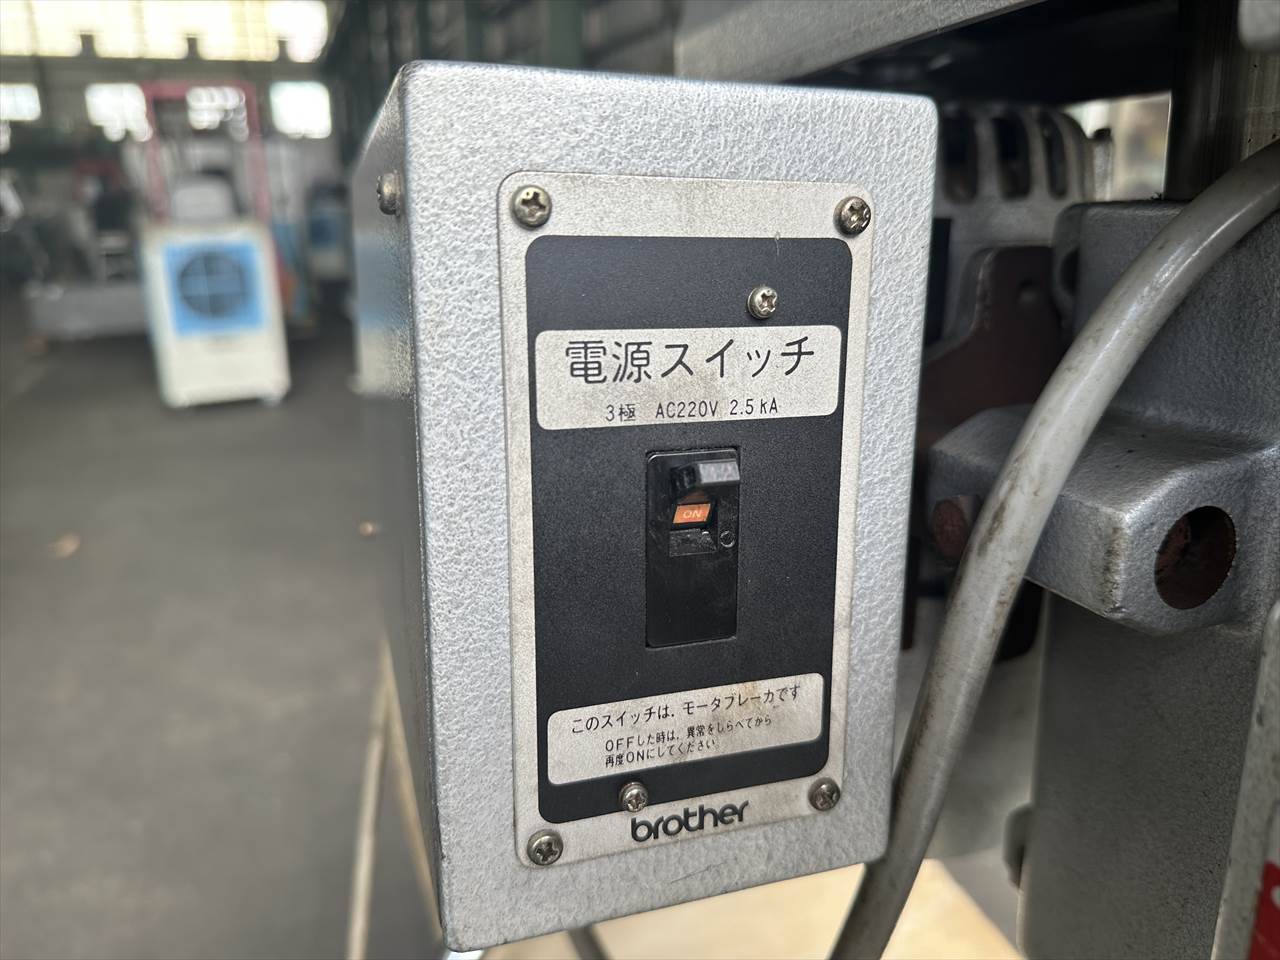 電源スイッチ
3極 AC220V 2.5kA
ON
このスイッチは,モータブレーカです
OFFした時は,異常をしらべてから
再度ONにしてください
brother